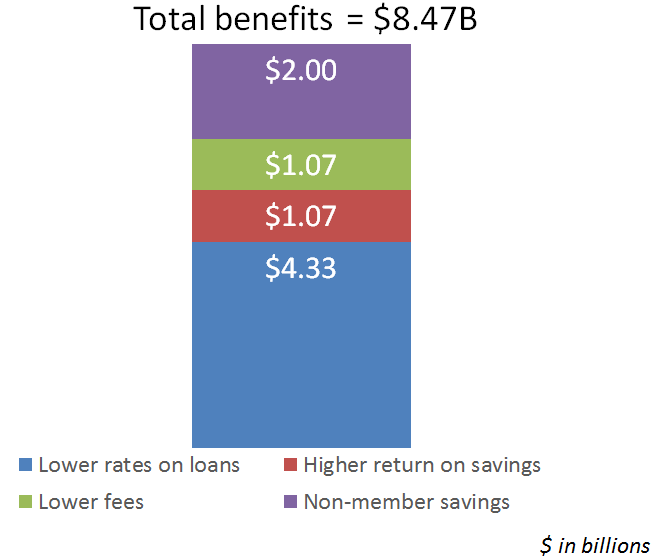 Total benefits = $8.47B
$2.00
$1.07
$1.07
$4.33
Lower rates on loans Higher return on savings
Lower fees Non-member savings
$ in billions